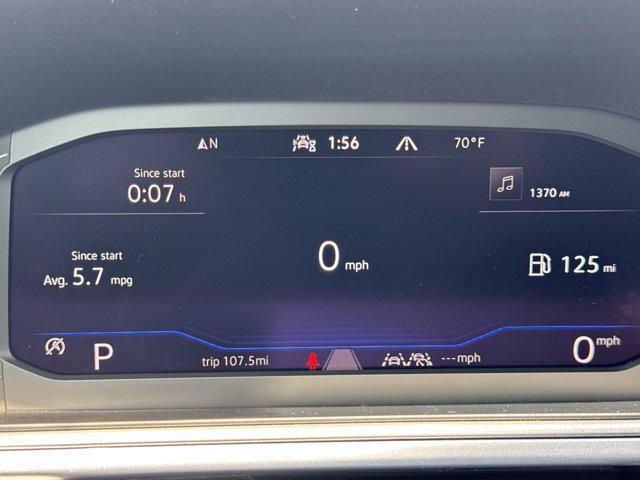 N 1:56 70°F
Since start
0:07 h
1370 AM
Since start
Avg. 5.7 mpg
0 mph
125 mi
P trip 107.5mi ---mph 0 mph